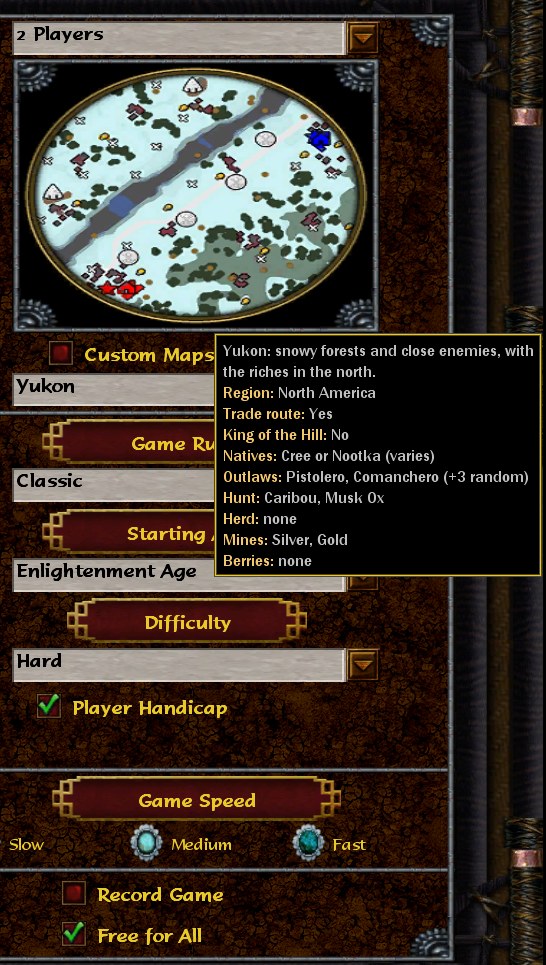 2 Players
Custom Maps
Yukon
Yukon: snowy forests and close enemies, with
the riches in the north.
Region: North America
Trade route: Yes
King of the Hill: No
Natives: Cree or Nootka (varies)
Outlaws: Pistolero, Comanchero (+3 random)
Hunt: Caribou, Musk Ox
Herd: none
Mines: Silver, Gold
Berries: none
Game Ru
Classic
Starting
Enlightenment Age
Difficulty
Hard
Player Handicap
Game Speed
Slow
Medium
Fast
Record Game
Free for All